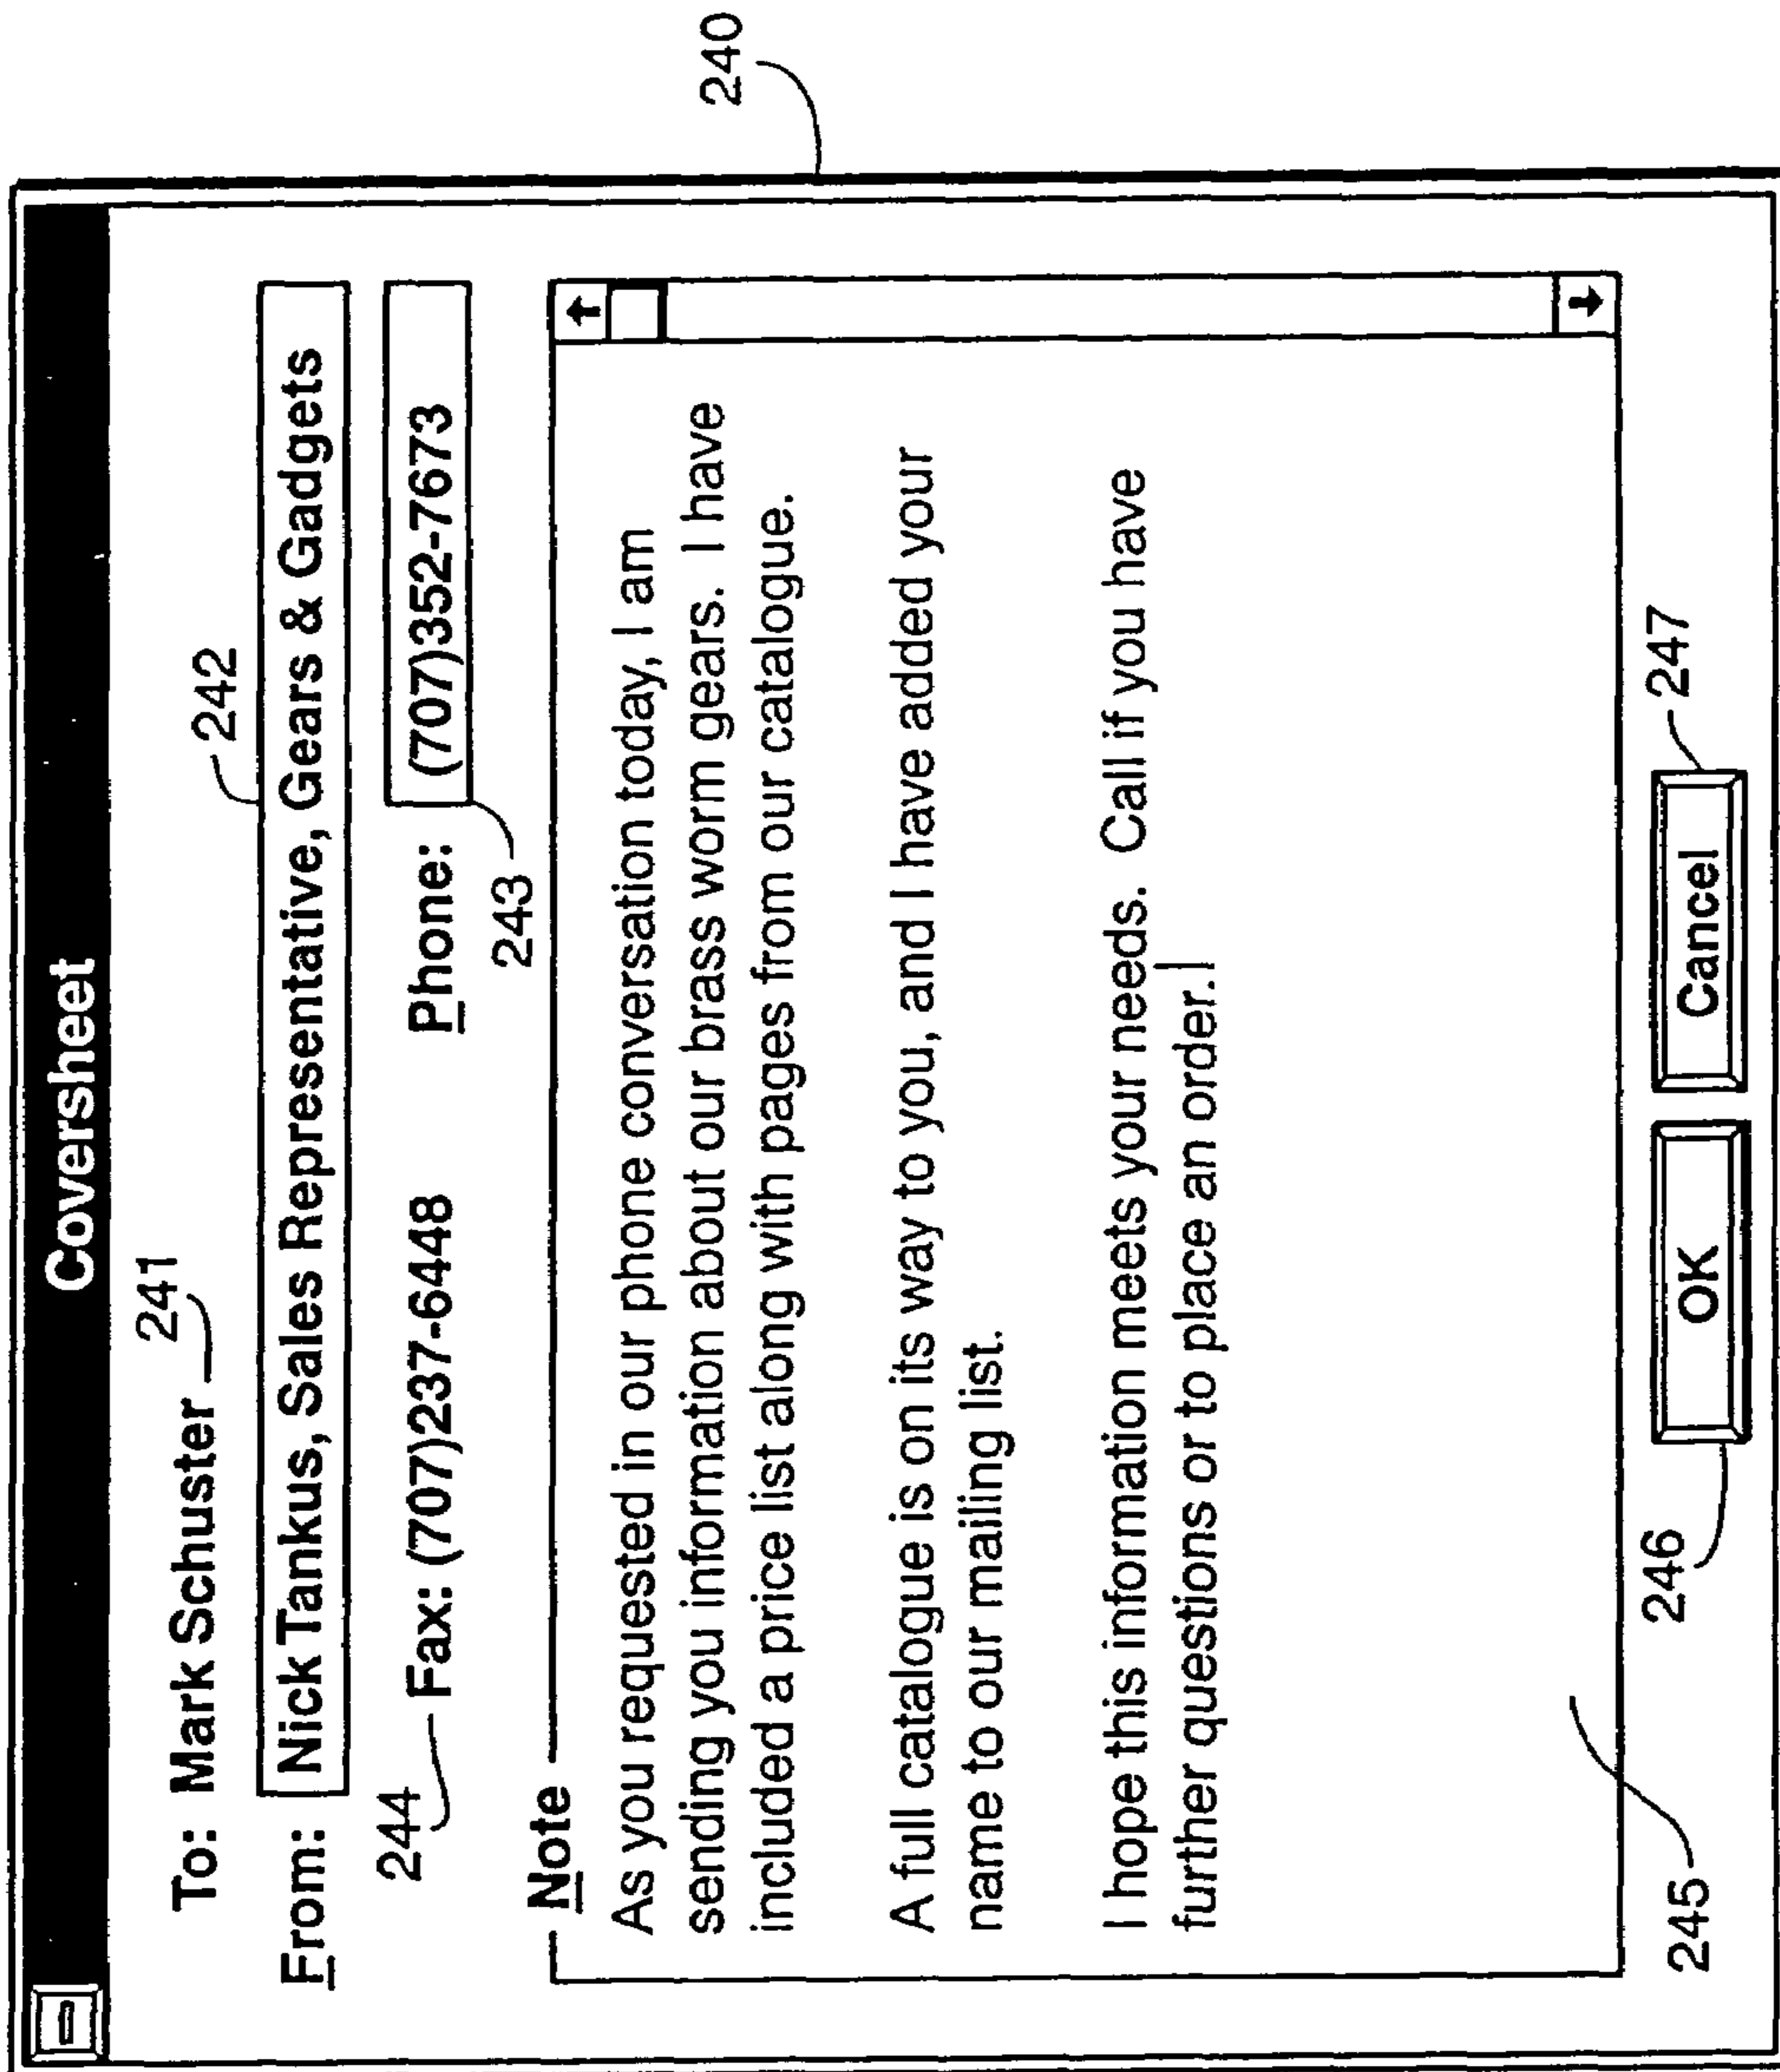 Coversheet
241
To: Mark Schuster
242
From: Nick Tankus, Sales Representative, Gears & Gadgets
244 Fax: (707)237-6448 Phone: (707)352-7673
243
240
Note
As you requested in our phone conversation today, I am
sending you information about our brass worm gears. I have
included a price list along with pages from our catalogue.
A full catalogue is on its way to you, and I have added your
name to our mailing list.
I hope this information meets your needs. Call if you have
further questions or to place an order.
245
246 OK Cancel 247